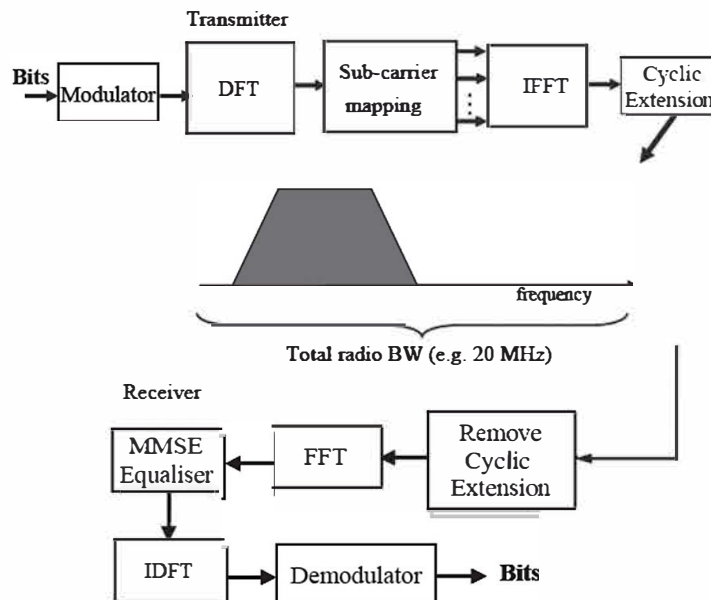 Transmitter
Bits
Modulator
DFT
Sub-carrier
mapping
IFFT
Cyclic
Extension
frequency
Total radio BW (e.g. 20 MHz)
Receiver
MMSE
Equaliser
FFT
Remove
Cyclic
Extension
IDFT
Demodulator
Bits